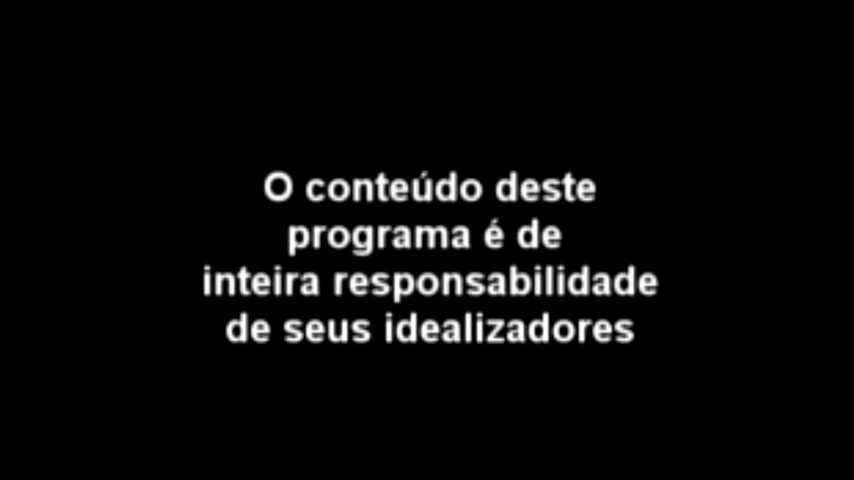 O conteúdo deste
programa é de
inteira responsabilidade
de seus idealizadores